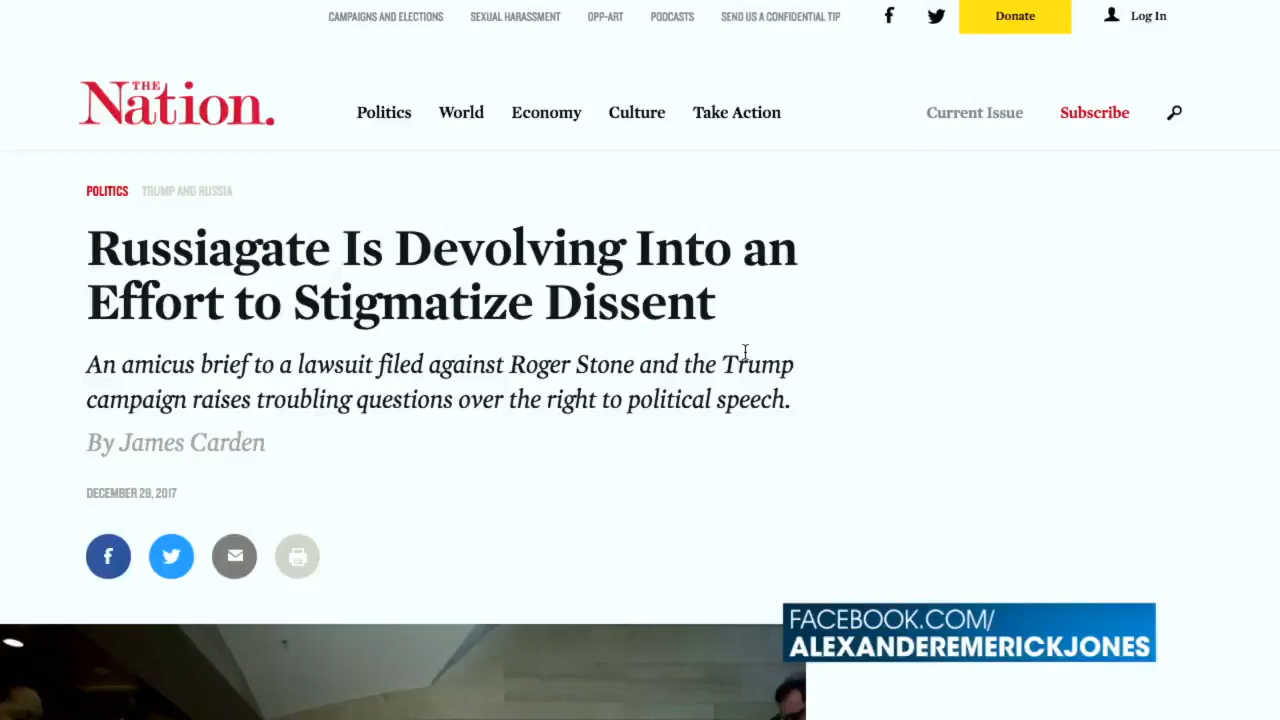 CAMPAIGNS AND ELECTIONS SEXUAL HARASSMENT OPP-ART PODCASTS SEND US A CONFIDENTIAL TIP Donate Log In
THE Nation. Politics World Economy Culture Take Action Current Issue Subscribe
POLITICS TRUMP AND RUSSIA
Russiagate Is Devolving Into an
Effort to Stigmatize Dissent
An amicus brief to a lawsuit filed against Roger Stone and the Trump
campaign raises troubling questions over the right to political speech.
By James Carden
DECEMBER 29, 2017
FACEBOOK.COM/
ALEXANDEREMERICKJONES